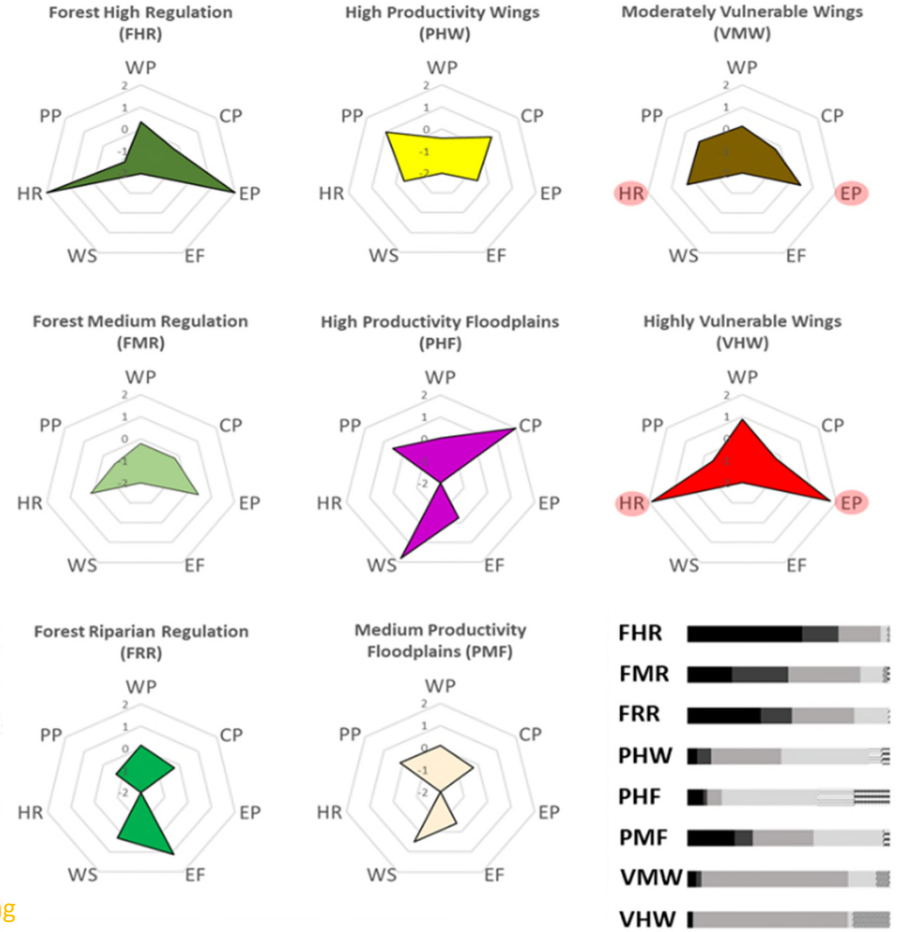 Forest High Regulation
(FHR)
WP
CP
EP
EF
WS
HR
PP
2
1
0
-1
-2
High Productivity Wings
(PHW)
WP
CP
EP
EF
WS
HR
PP
2
1
0
-1
-2
Moderately Vulnerable Wings
(VMW)
WP
CP
EP
EF
WS
HR
PP
2
1
0
-1
-2
Forest Medium Regulation
(FMR)
WP
CP
EP
EF
WS
HR
PP
2
1
0
-1
-2
High Productivity Floodplains
(PHF)
WP
CP
EP
EF
WS
HR
PP
2
1
0
-2
Highly Vulnerable Wings
(VHW)
WP
CP
EP
EF
WS
HR
PP
2
1
0
-2
Forest Riparian Regulation
(FRR)
WP
CP
EP
EF
WS
HR
PP
2
1
0
-1
-2
Medium Productivity
Floodplains (PMF)
WP
CP
EP
EF
WS
HR
PP
2
1
0
-1
-2
FHR
FMR
FRR
PHW
PHF
PMF
VMW
VHW